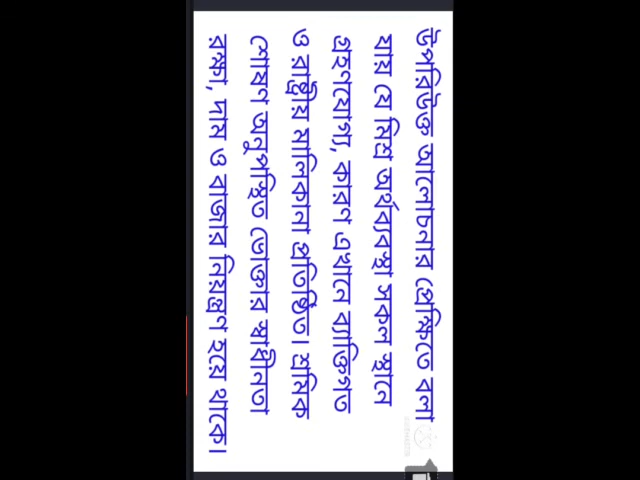 উপরিউক্ত আলোচনার প্রেক্ষিতে বলা
যায় যে মিশ্র অর্থব্যবস্থা সকল স্থানে
গ্রহণযোগ্য, কারণ এখানে ব্যাক্তিগত
ও রাষ্ট্রীয় মালিকানা প্রতিষ্ঠিত। শ্রমিক
শোষণ অনুপস্থিত ভোক্তার স্বাধীনতা
রক্ষা, দাম ও বাজার নিয়ন্ত্রণ হয়ে থাকে।